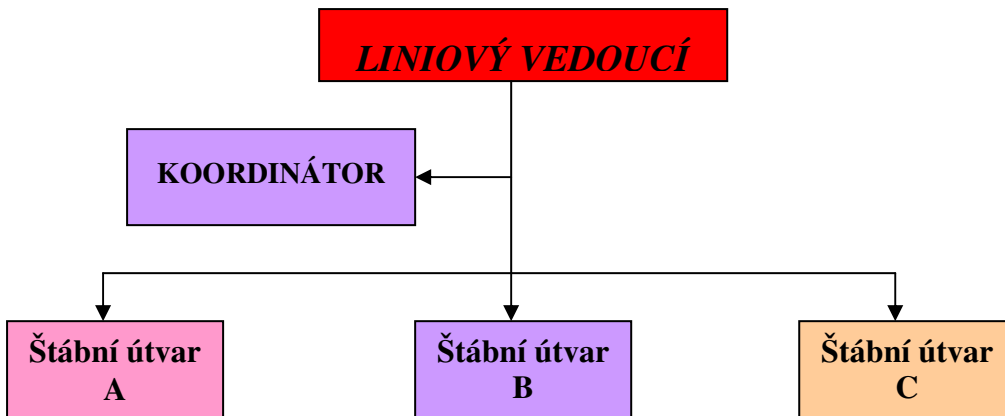 LINIOVÝ VEDOUCÍ
KOORDINÁTOR
Štábní útvar
A
Štábní útvar
B
Štábní útvar
C